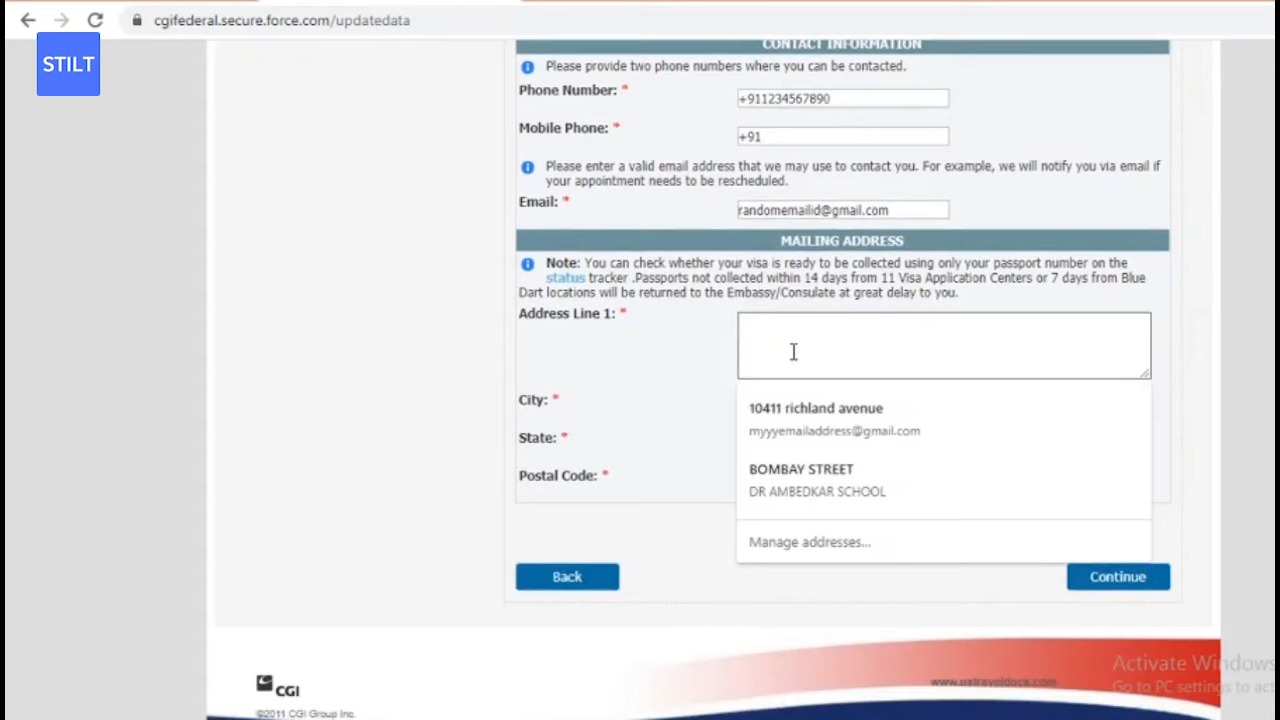 cgifederal.secure.force.com/updatedata
STILT
CONTACT INFORMATION
Please provide two phone numbers where you can be contacted.
Phone Number: *
+911234567890
Mobile Phone: *
+91
Please enter a valid email address that we may use to contact you. For example, we will notify you via email if
your appointment needs to be rescheduled.
Email: *
randomemailid@gmail.com
MAILING ADDRESS
Note: You can check whether your visa is ready to be collected using only your passport number on the
status tracker .Passports not collected within 14 days from 11 Visa Application Centers or 7 days from Blue
Dart locations will be returned to the Embassy/Consulate at great delay to you.
Address Line 1: *
City: *
State: *
Postal Code: *
10411 richland avenue
myyyemailaddress@gmail.com
BOMBAY STREET
DR AMBEDKAR SCHOOL
Manage addresses...
Back
Continue
CGI
©2011 CGI Group Inc.
www.ustraveldocs.com
Activate Windows
Go to PC settings to act